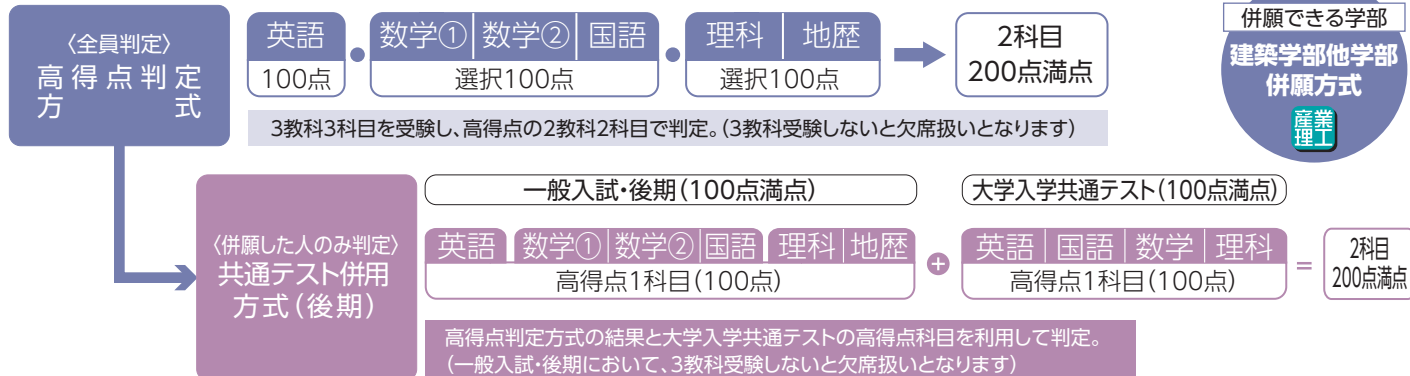 〈全員判定〉
高得点判定
方式
英語
100点
数学①
数学②
国語
選択100点
理科
地歴
選択100点
2科目
200点満点
3教科3科目を受験し、高得点の2教科2科目で判定。(3教科受験しないと欠席扱いとなります)
併願できる学部
建築学部他学部
併願方式
産業
理工
〈併願した人のみ判定〉
共通テスト併用
方式(後期)
一般入試・後期(100点満点)
英語
数学①
数学②
国語
理科
地歴
高得点1科目(100点)
+
大学入学共通テスト(100点満点)
英語
国語
数学
理科
高得点1科目(100点)
=
2科目
200点満点
高得点判定方式の結果と大学入学共通テストの高得点科目を利用して判定。
(一般入試・後期において、3教科受験しないと欠席扱いとなります)